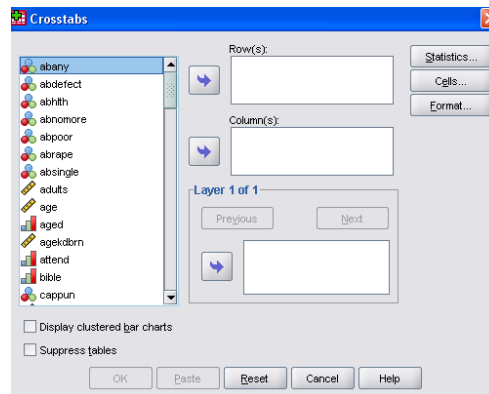 Crosstabs
abany
abdefect
abhlth
abnomore
abpoor
abrape
absingle
adults
age
aged
agekdbrn
attend
bible
cappun
Row(s):
Column(s):
Layer 1 of 1
Previous Next
Statistics...
Cells...
Format...
Display clustered bar charts
Suppress tables
OK Paste Reset Cancel Help